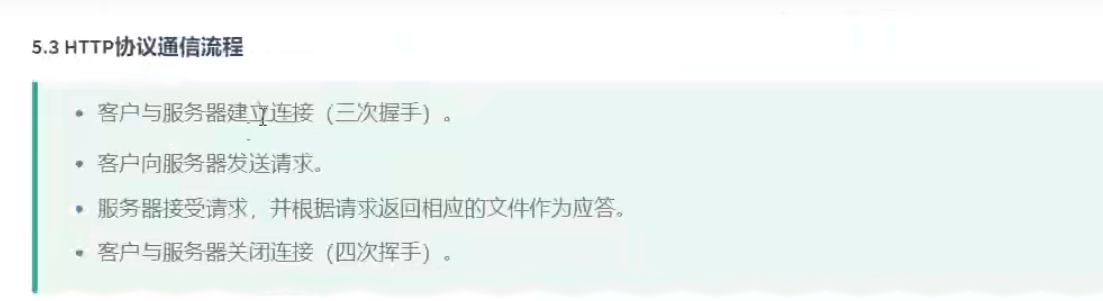 5.3 HTTP协议通信流程
• 客户与服务器建立连接（三次握手）。
• 客户向服务器发送请求。
• 服务器接受请求，并根据请求返回相应的文件作为应答。
• 客户与服务器关闭连接（四次挥手）。